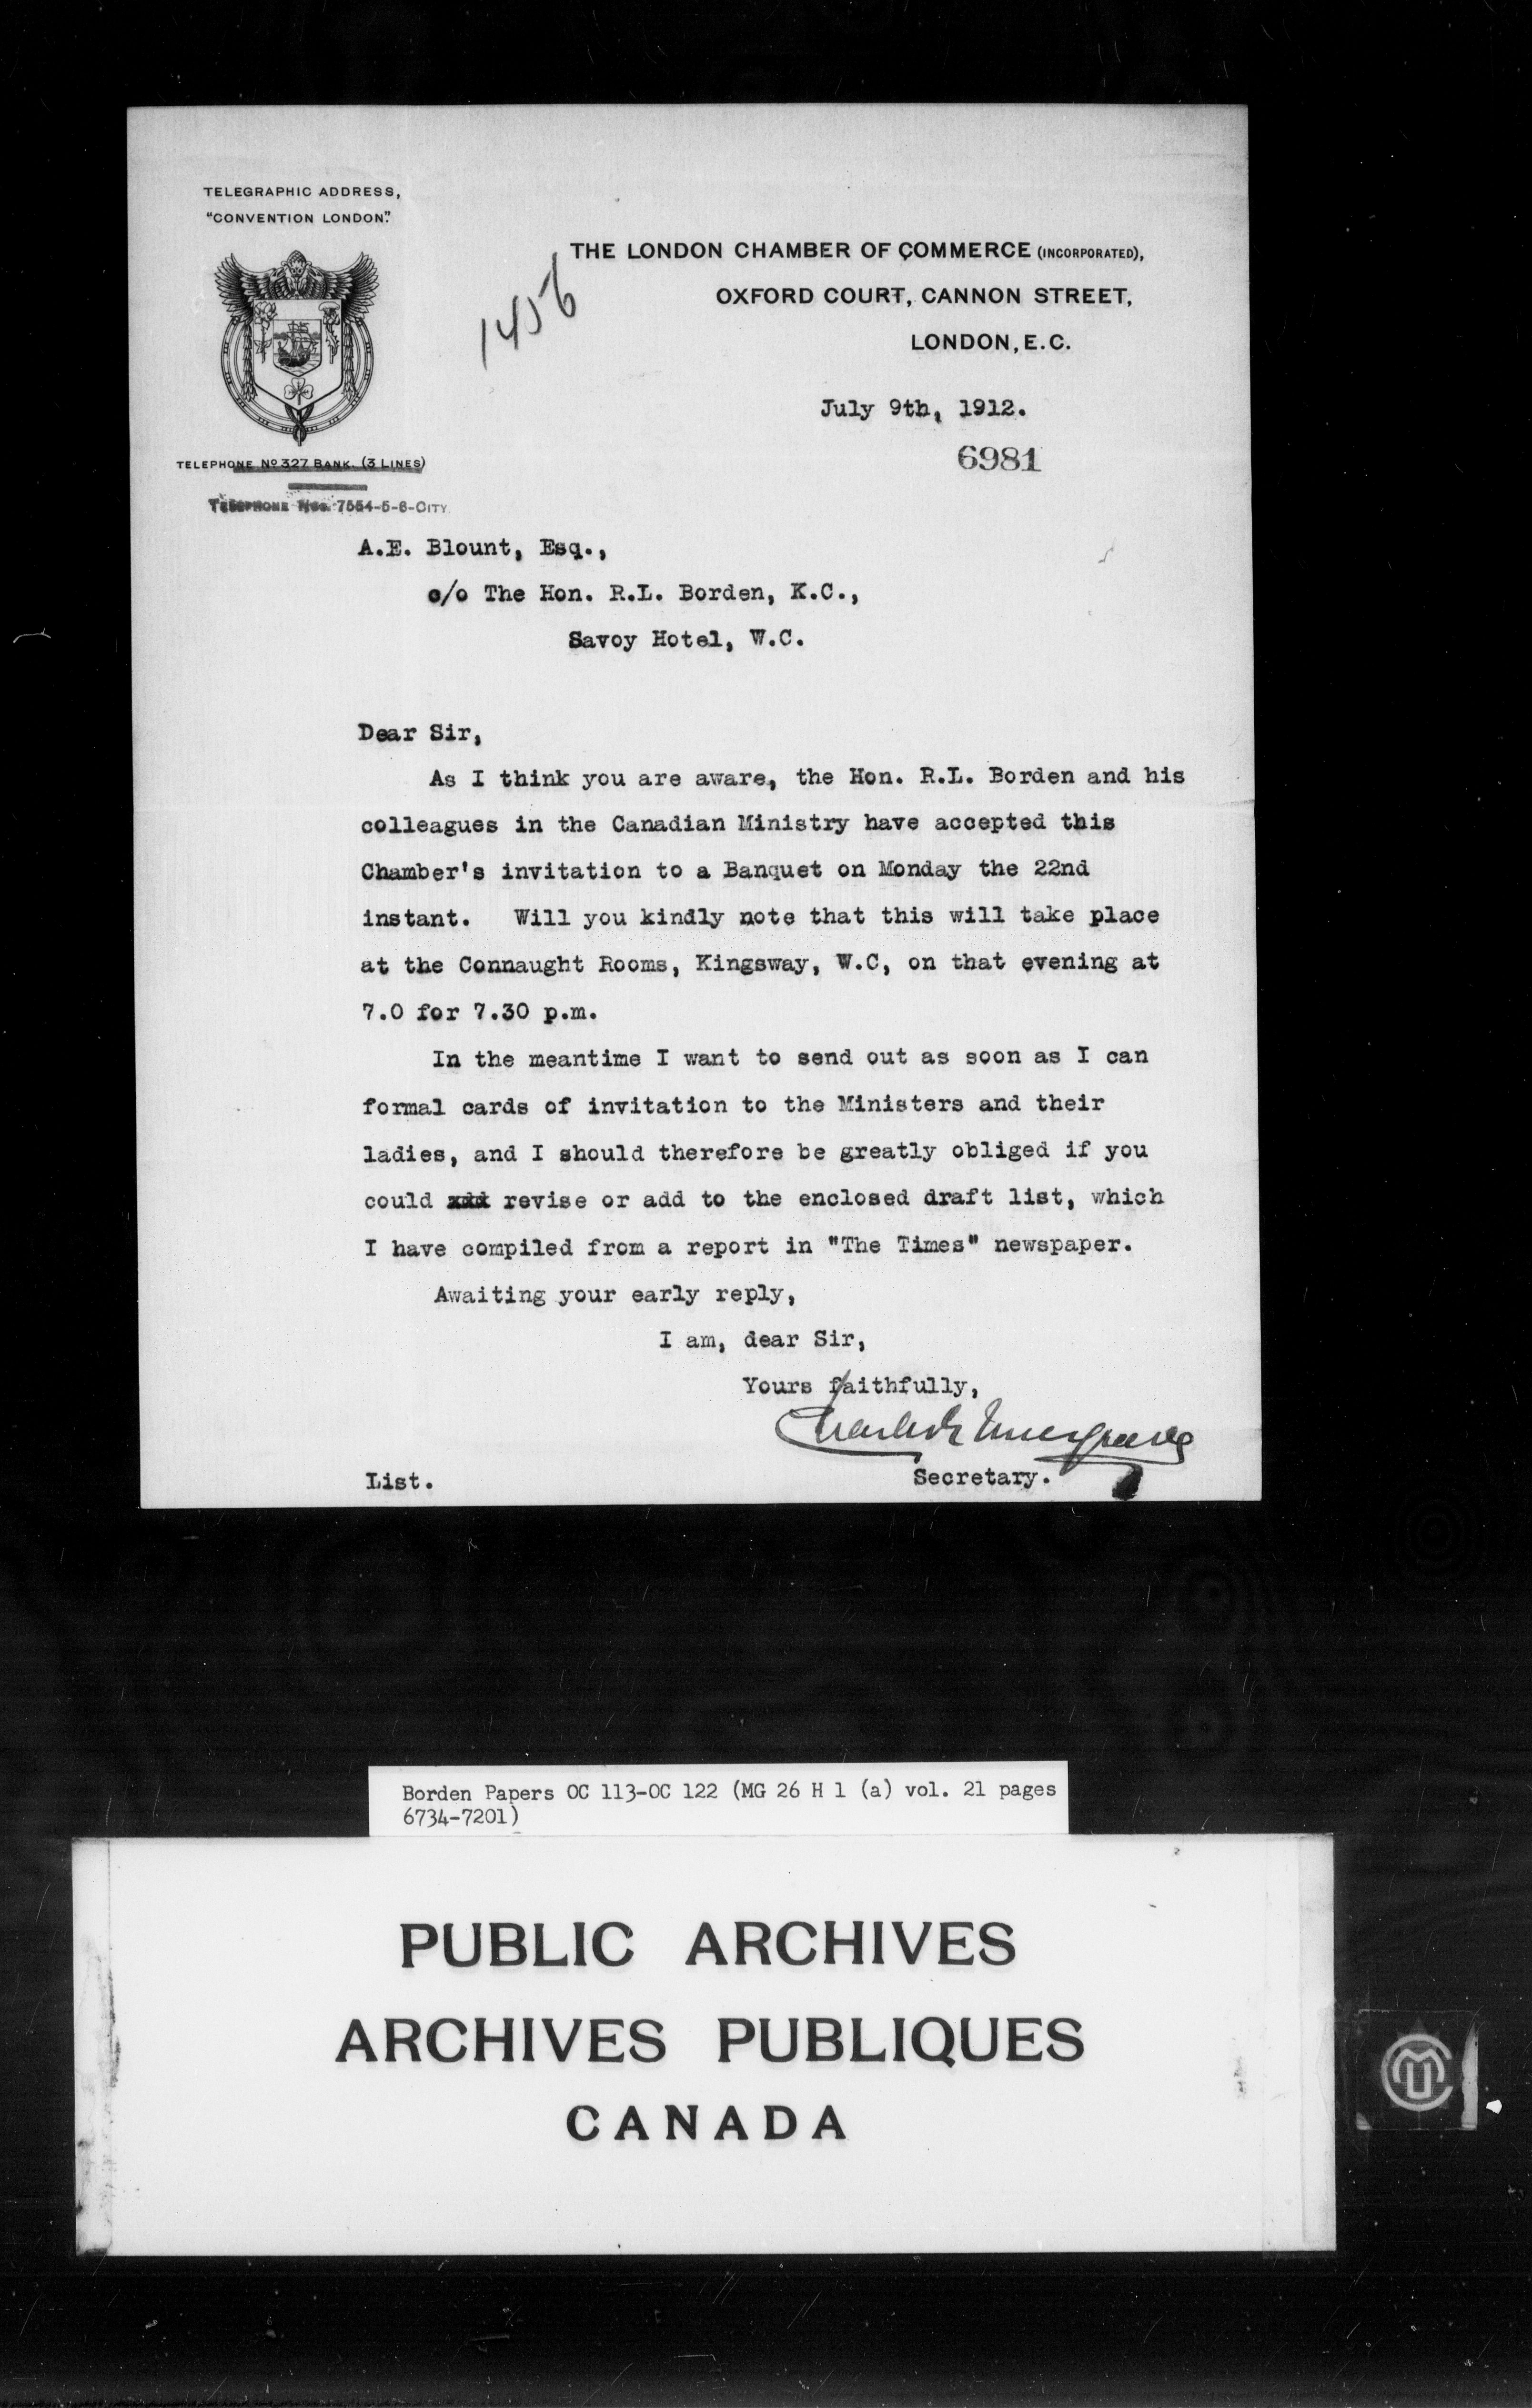 TELEGRAPHIC ADDRESS,
"CONVENTION LONDON".
THE LONDON CHAMBER OF COMMERCE (INCORPORATED),
OXFORD COURT, CANNON STREET,
LONDON, E.C.
1456
July 9th, 1912.
6981
TELEPHONE Nº 327 BANK. (3 LINES)
TELEPHONE Nos. 7554-5-6-CITY
A.E. Blount, Esq.,
c/o The Hon. R.L. Borden, K.C.,
Savoy Hotel, W.C.
Dear Sir,
As I think you are aware, the Hon. R.L. Borden and his
colleagues in the Canadian Ministry have accepted this
Chamber's invitation to a Banquet on Monday the 22nd
instant. Will you kindly note that this will take place
at the Connaught Rooms, Kingsway, W.C, on that evening at
7.0 for 7.30 p.m.
In the meantime I want to send out as soon as I can
formal cards of invitation to the Ministers and their
ladies, and I should therefore be greatly obliged if you
could revise or add to the enclosed draft list, which
I have compiled from a report in "The Times" newspaper.
Awaiting your early reply,
I am, dear Sir,
Yours faithfully,
Charles E Musgrave
List.
Secretary.
Borden Papers OC 113-OC 122 (MG 26 H 1 (a) vol. 21 pages
6734-7201)
PUBLIC ARCHIVES
ARCHIVES PUBLIQUES
CANADA